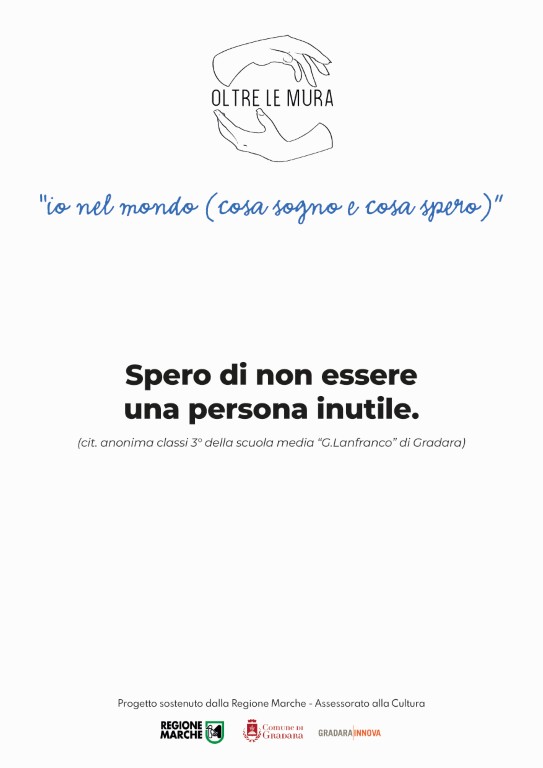 OLTRE LE MURA
"io nel mondo (cosa sogno e cosa spero)"
Spero di non essere
una persona inutile.
(cit. anonima classi 3° della scuola media “G.Lanfranco” di Gradara)
Progetto sostenuto dalla Regione Marche - Assessorato alla Cultura
REGIONE
MARCHE
Comune di
Gradara
GRADARA INNOVA